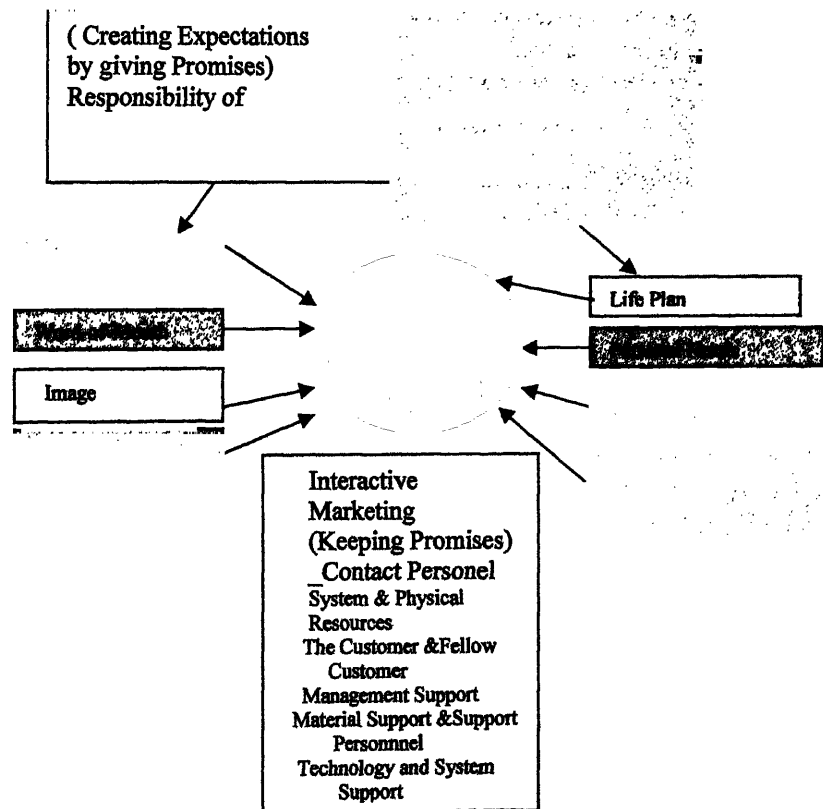 ( Creating Expectations
by giving Promises)
Responsibility of
Life Plan
Image
Interactive
Marketing
(Keeping Promises)
_Contact Personel
System & Physical
Resources
The Customer &Fellow
Customer
Management Support
Material Support &Support
Personnnel
Technology and System
Support